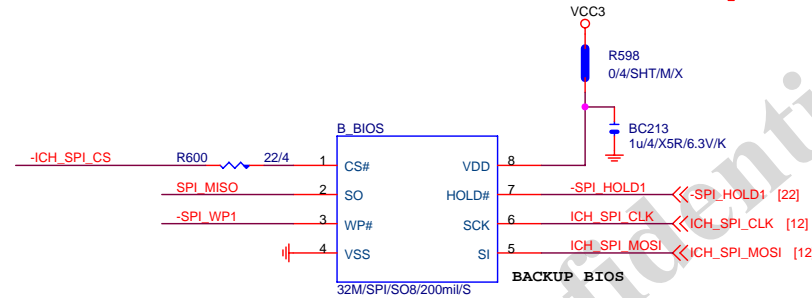 VCC3
R598
0/4/SHT/M/X
B_BIOS
BC213
1u/4/X5R/6.3V/K
-ICH_SPI_CS R600 22/4 1 CS# VDD 8
SPI_MISO 2 SO HOLD# 7 -SPI_HOLD1 -SPI_HOLD1 [22]
-SPI_WP1 3 WP# SCK 6 ICH_SPI_CLK ICH_SPI_CLK [12]
4 VSS SI 5 ICH_SPI_MOSI ICH_SPI_MOSI [12
BACKUP BIOS
32M/SPI/SO8/200mil/S
fidenti